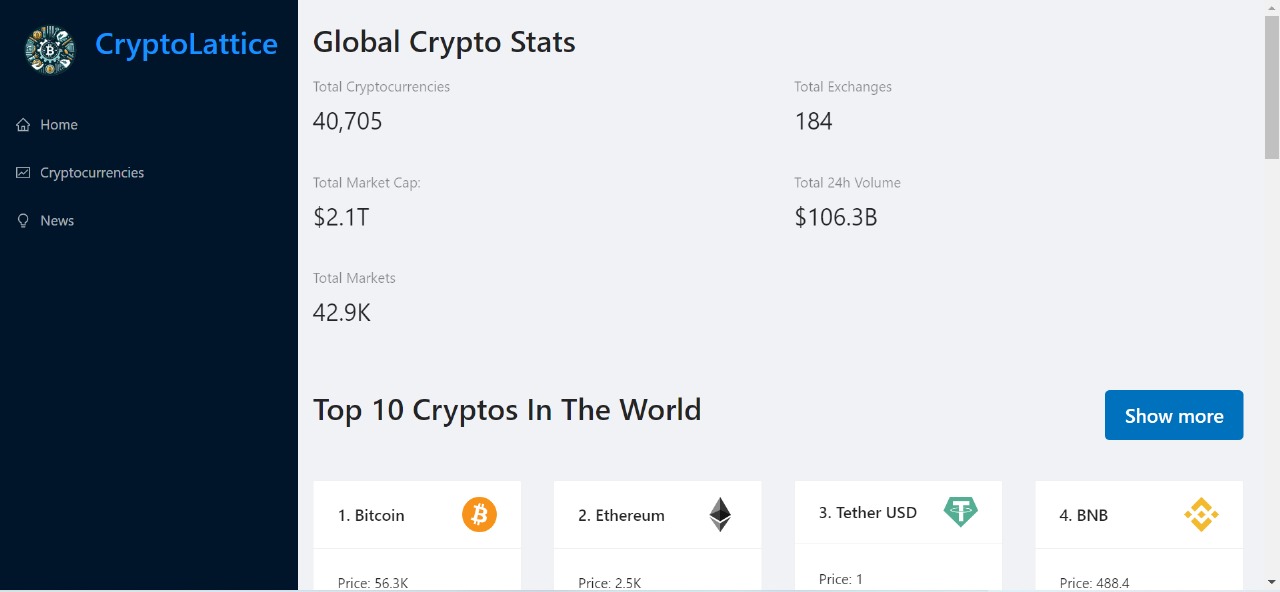 CryptoLattice
Home
Cryptocurrencies
News
Global Crypto Stats
Total Cryptocurrencies
40,705
Total Exchanges
184
Total Market Cap:
$2.1T
Total 24h Volume
$106.3B
Total Markets
42.9K
Top 10 Cryptos In The World
Show more
1. Bitcoin
Price: 56.3K
2. Ethereum
Price: 2.5K
3. Tether USD
Price: 1
4. BNB
Price: 488.4